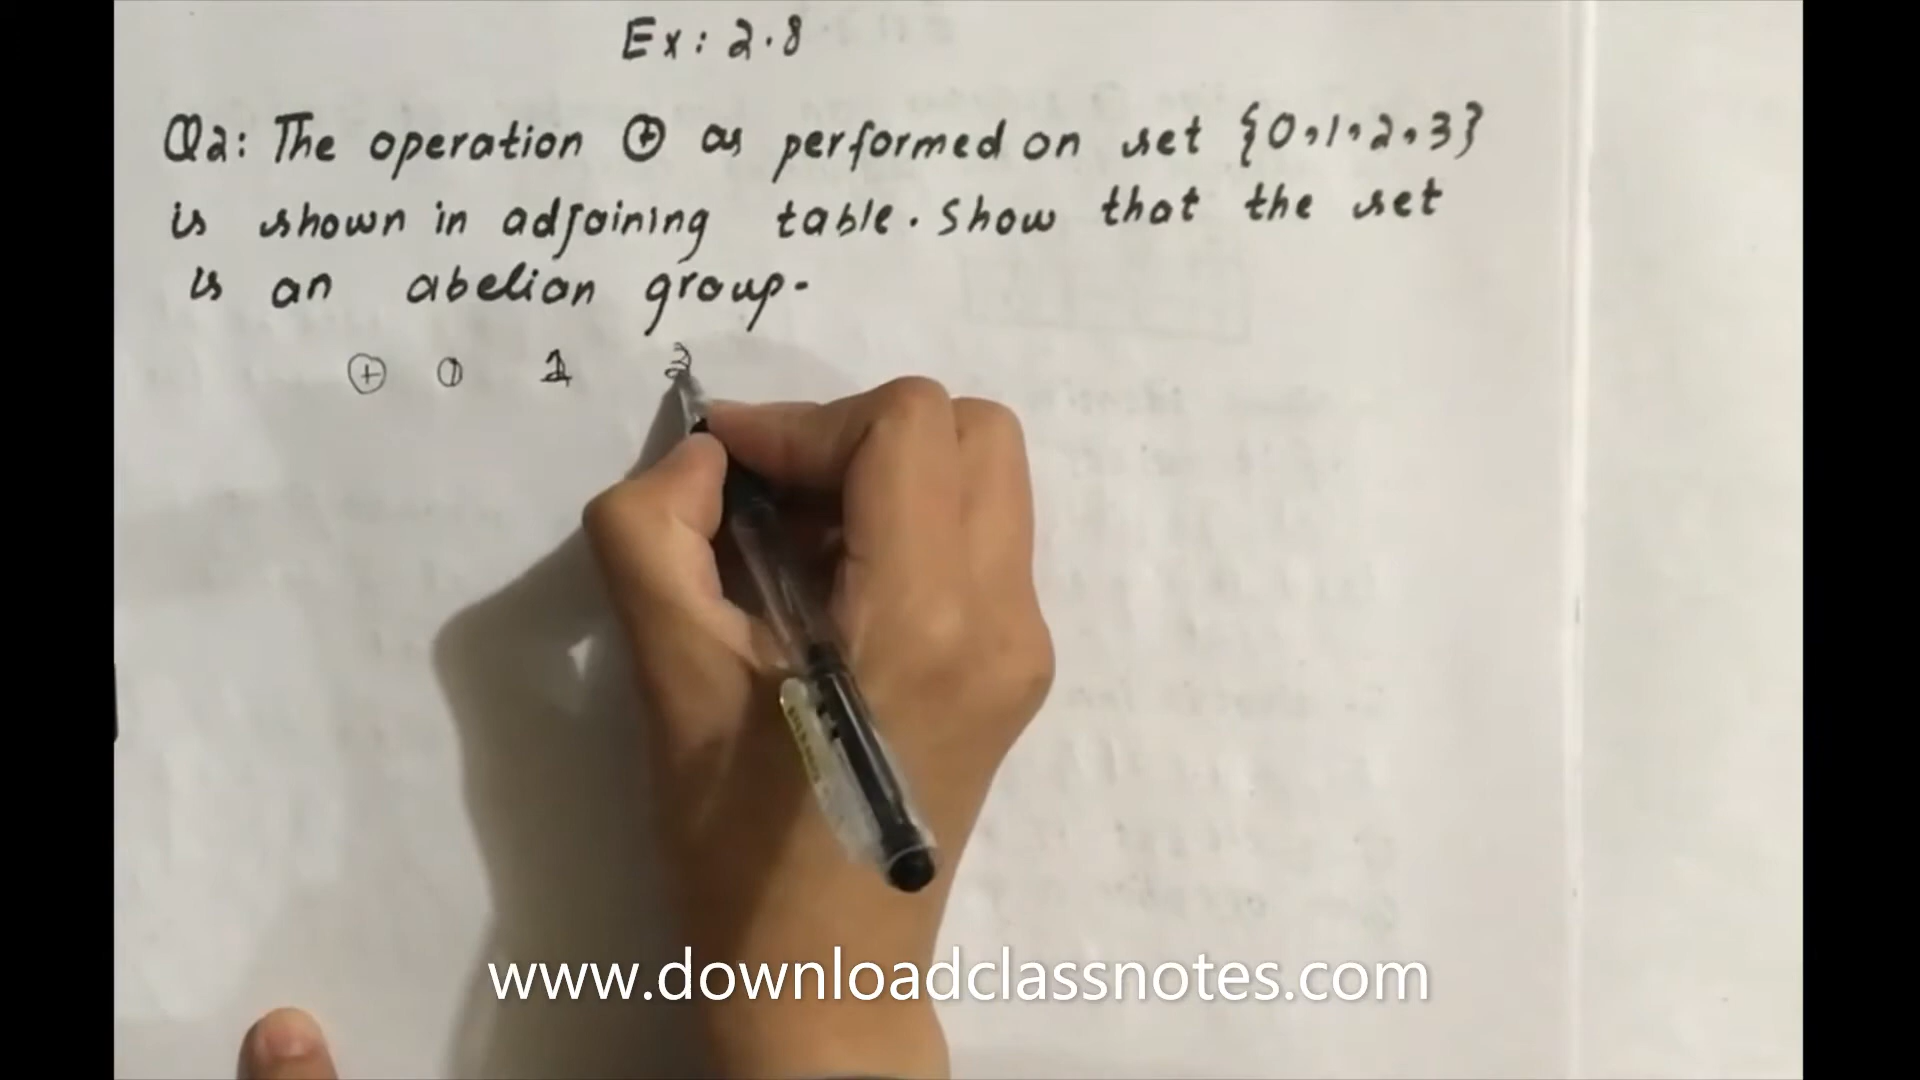 Ex: 2.8
Q2: The operation ⊕ as performed on set {0,1,2,3}
is shown in adjoining table. Show that the set
is an abelian group.
⊕ 0 1 2
www.downloadclassnotes.com